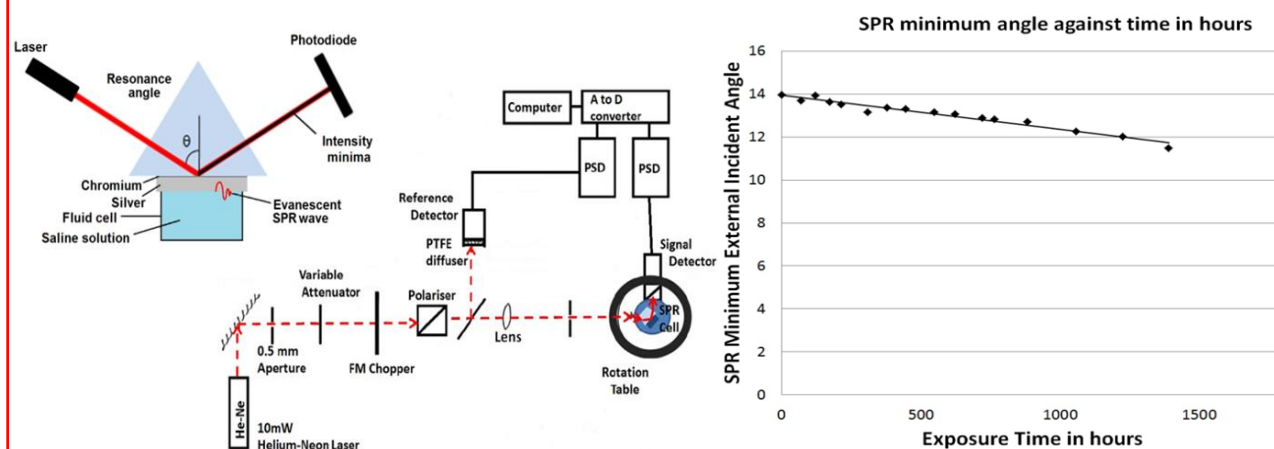 Laser
Photodiode
Resonance
angle
θ
Intensity
minima
Chromium
Silver
Fluid cell
Saline solution
Evanescent
SPR wave
Computer
A to D
converter
PSD
PSD
Reference
Detector
PTFE
diffuser
Signal
Detector
Variable
Attenuator
Polariser
SPR
Cell
Lens
0.5 mm
Aperture
FM Chopper
Rotation
Table
He-Ne
10mW
Helium-Neon Laser
SPR minimum angle against time in hours
SPR Minimum External Incident Angle
16
14
12
10
8
6
4
2
0
0
500
1000
1500
Exposure Time in hours